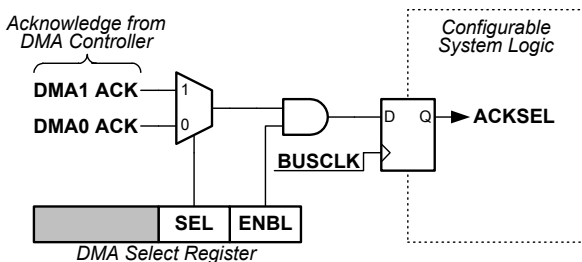 Acknowledge from
DMA Controller
Configurable
System Logic
DMA1 ACK
1
DMA0 ACK
0
D
Q
ACKSEL
BUSCLK
SEL
ENBL
DMA Select Register